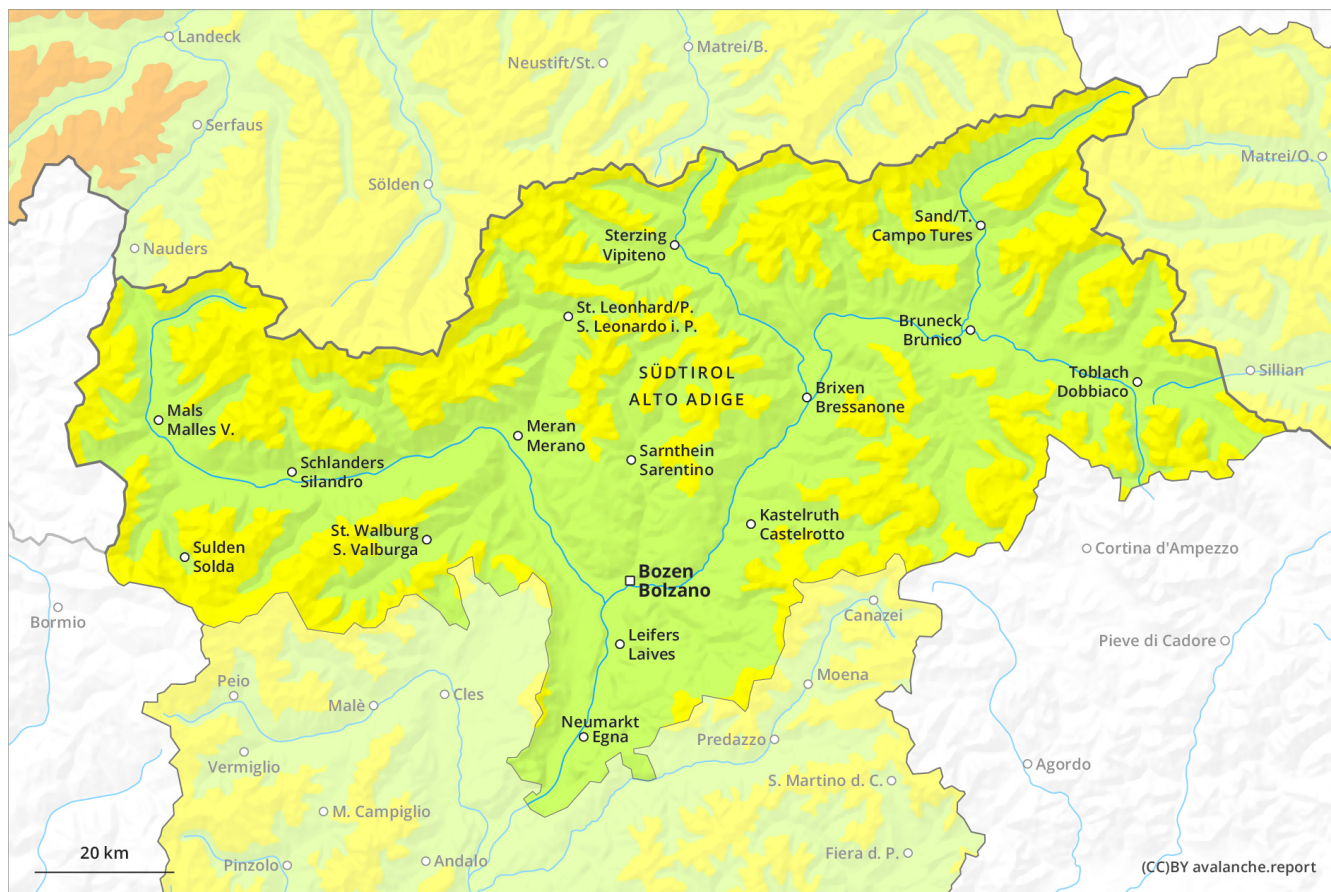 Landeck
Matrei/B.
Neustift/St.
Serfaus
Matrei/O.
Sölden
Sand/T.
Campo Tures
Sterzing
Vipiteno
Nauders
St. Leonhard/P.
S. Leonardo i. P.
Bruneck
Brunico
SÜDTIROL
ALTO ADIGE
Toblach
Dobbiaco
Sillian
Brixen
Bressanone
Mals
Malles V.
Meran
Merano
Schlanders
Silandro
Sarnthein
Sarentino
Kastelruth
Castelrotto
St. Walburg
S. Valburga
Sulden
Solda
Cortina d'Ampezzo
Bozen
Bolzano
Bormio
Canazei
Leifers
Laives
Pieve di Cadore
Peio
Moena
Malè
Cles
Neumarkt
Egna
Predazzo
Vermiglio
Agordo
S. Martino d. C.
M. Campiglio
20 km
Pinzolo
Andalo
Fiera d. P.
(CC)BY avalanche.report